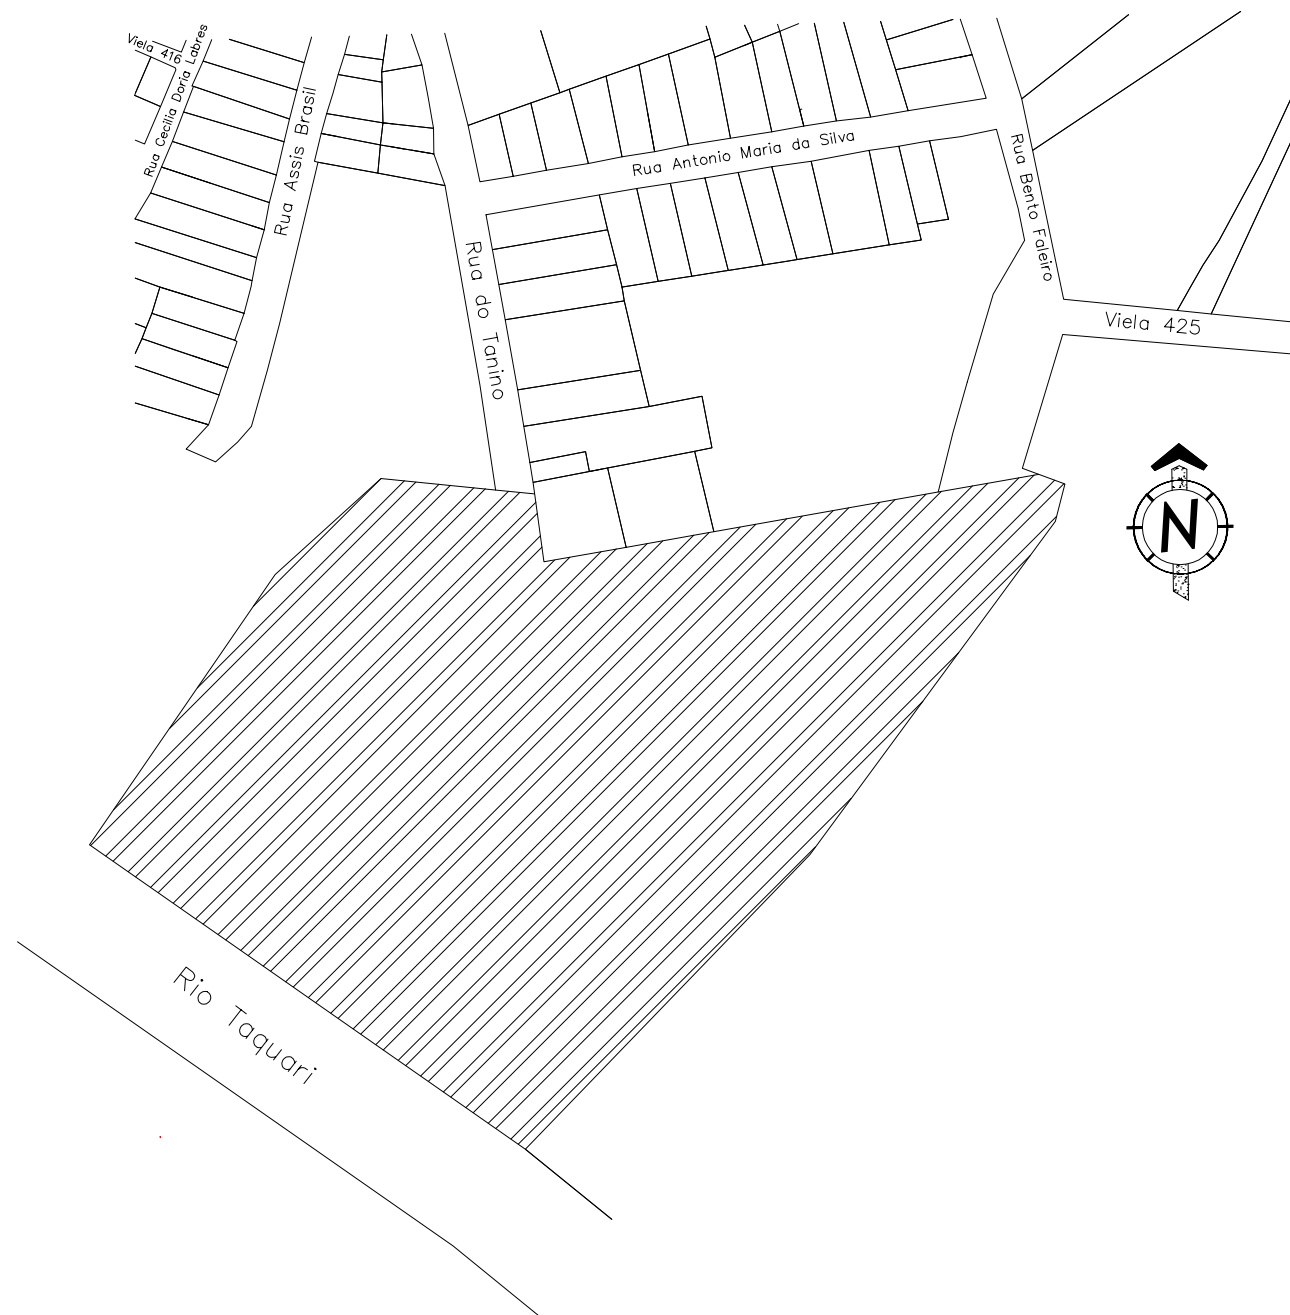 Viela 416
Rua Cecilia Doria Labres
Rua Assis Brasil
Rua Antonio Maria da Silva
Rua Bento Faleiro
Rua do Tanino
Viela 425
N
Rio Taquari